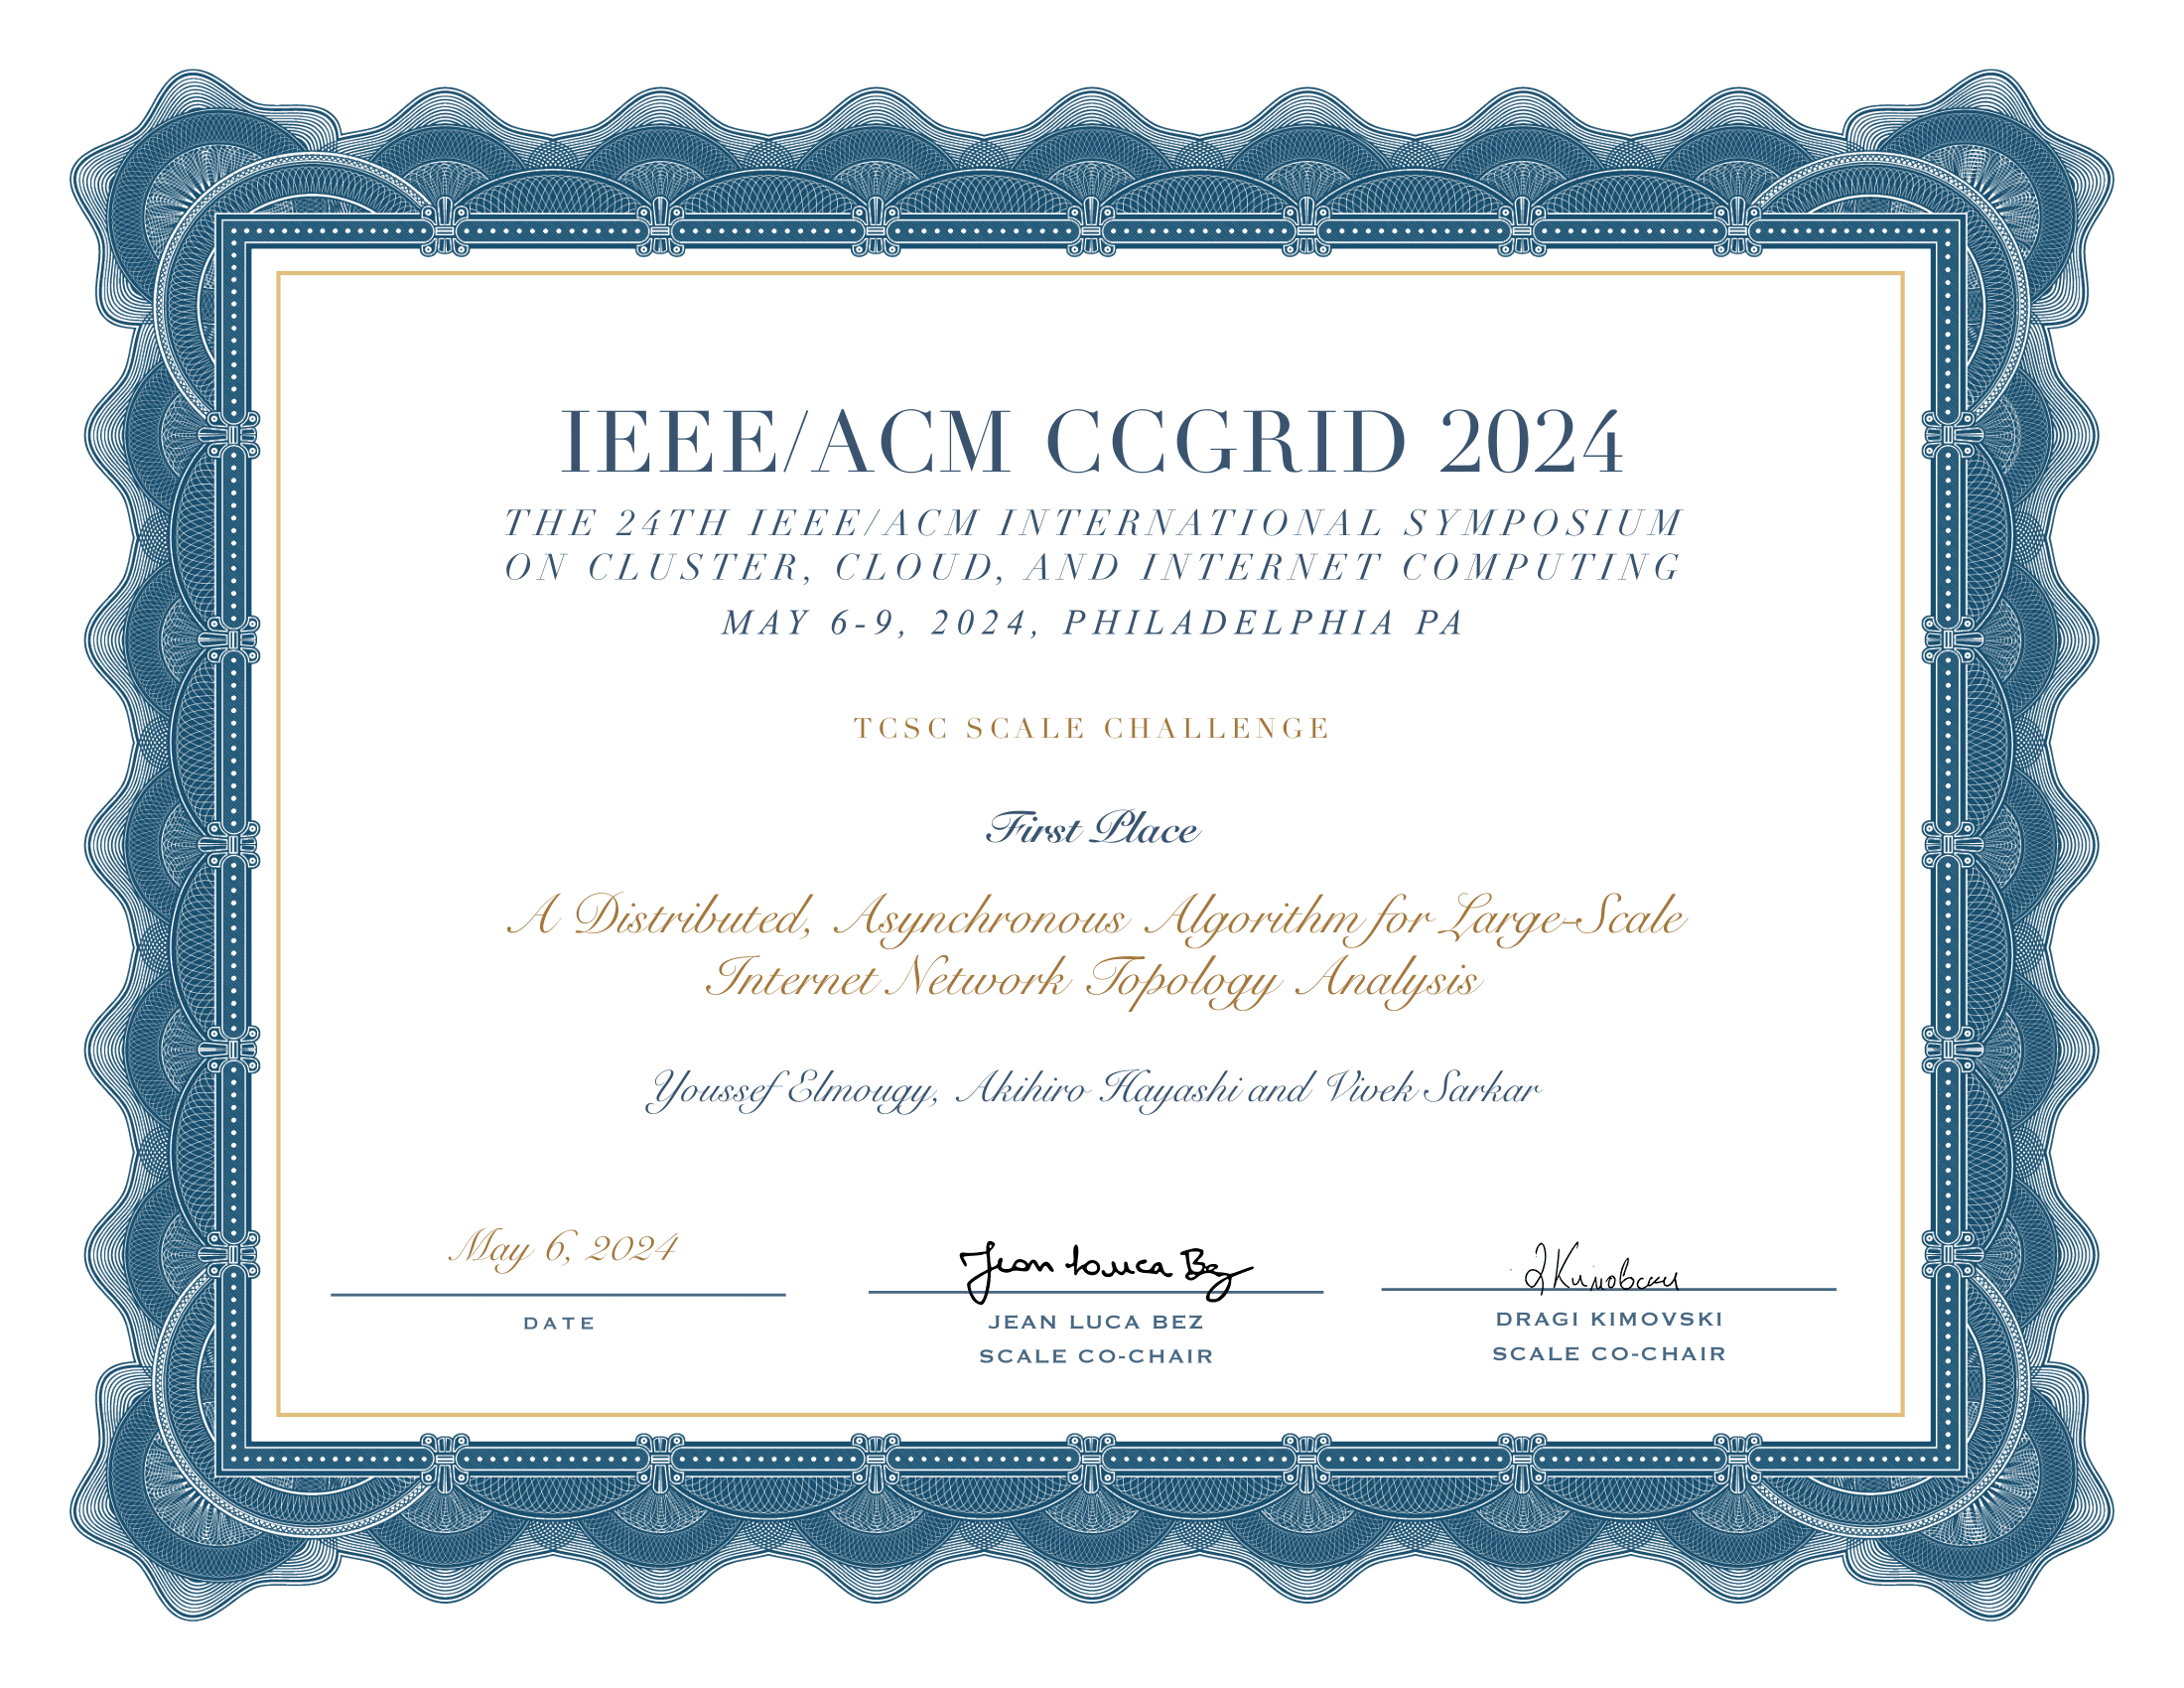 IEEE/ACM CCGRID 2024
THE 24TH IEEE/ACM INTERNATIONAL SYMPOSIUM
ON CLUSTER, CLOUD, AND INTERNET COMPUTING
MAY 6-9, 2024, PHILADELPHIA PA
TCSC SCALE CHALLENGE
First Place
A Distributed, Asynchronous Algorithm for Large-Scale
Internet Network Topology Analysis
Youssef Elmougy, Akihiro Hayashi and Vivek Sarkar
May 6, 2024
DATE
Jean Luca Bez
JEAN LUCA BEZ
SCALE CO-CHAIR
ДКимовски
DRAGI KIMOVSKI
SCALE CO-CHAIR